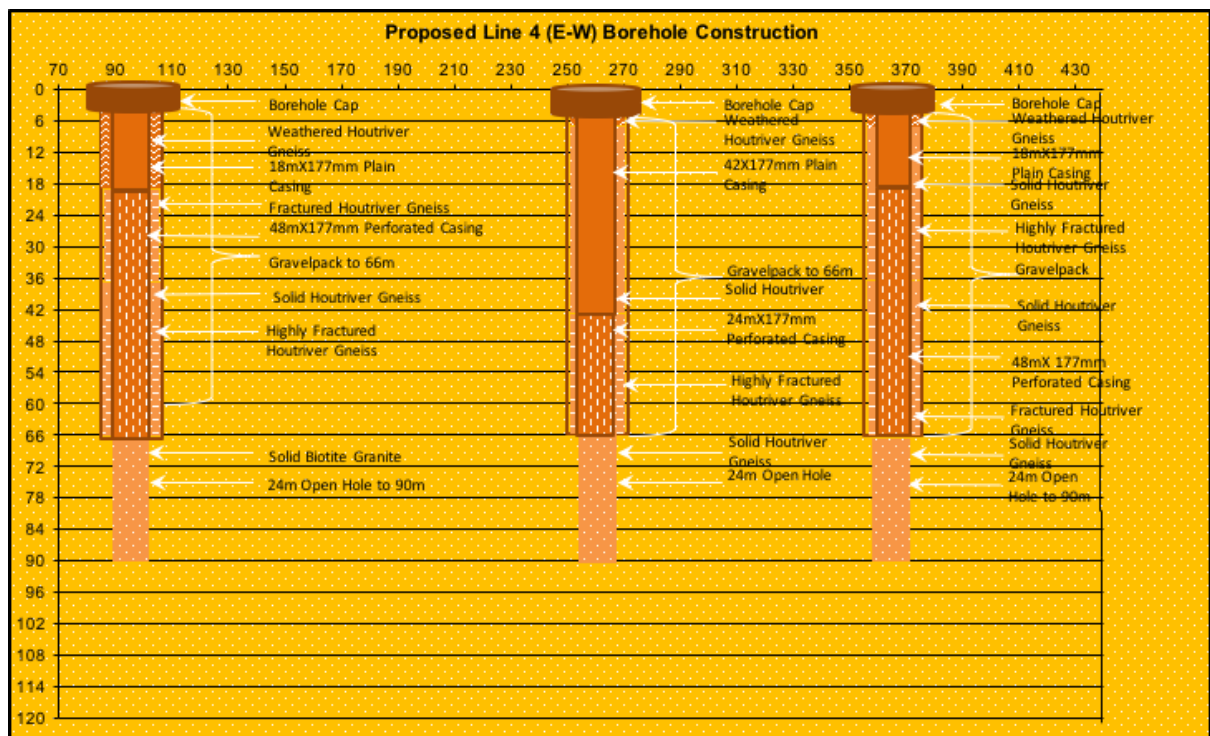 Proposed Line 4 (E-W) Borehole Construction
70 90 110 130 150 170 190 210 230 250 270 290 310 330 350 370 390 410 430
0
6
12
18
24
30
36
42
48
54
60
66
72
78
84
90
96
102
108
114
120
Borehole Cap
Weathered Houtriver
Gneiss
18mX177mm Plain
Casing
Fractured Houtriver Gneiss
48mX177mm Perforated Casing
Gravelpack to 66m
Solid Houtriver Gneiss
Highly Fractured
Houtriver Gneiss
Solid Biotite Granite
24m Open Hole to 90m
Borehole Cap
Weathered
Houtriver Gneiss
42X177mm Plain
Casing
Gravelpack to 66m
Solid Houtriver
24mX177mm
Perforated Casing
Highly Fractured
Houtriver Gneiss
Solid Houtriver
Gneiss
24m Open Hole
Borehole Cap
Weathered Houtriver
Gneiss
18mX177mm
Plain Casing
Solid Houtriver
Gneiss
Highly Fractured
Houtriver Gneiss
Gravelpack
Solid Houtriver
Gneiss
48mX 177mm
Perforated Casing
Fractured Houtriver
Gneiss
Solid Houtriver
Gneiss
24m Open
Hole to 90m